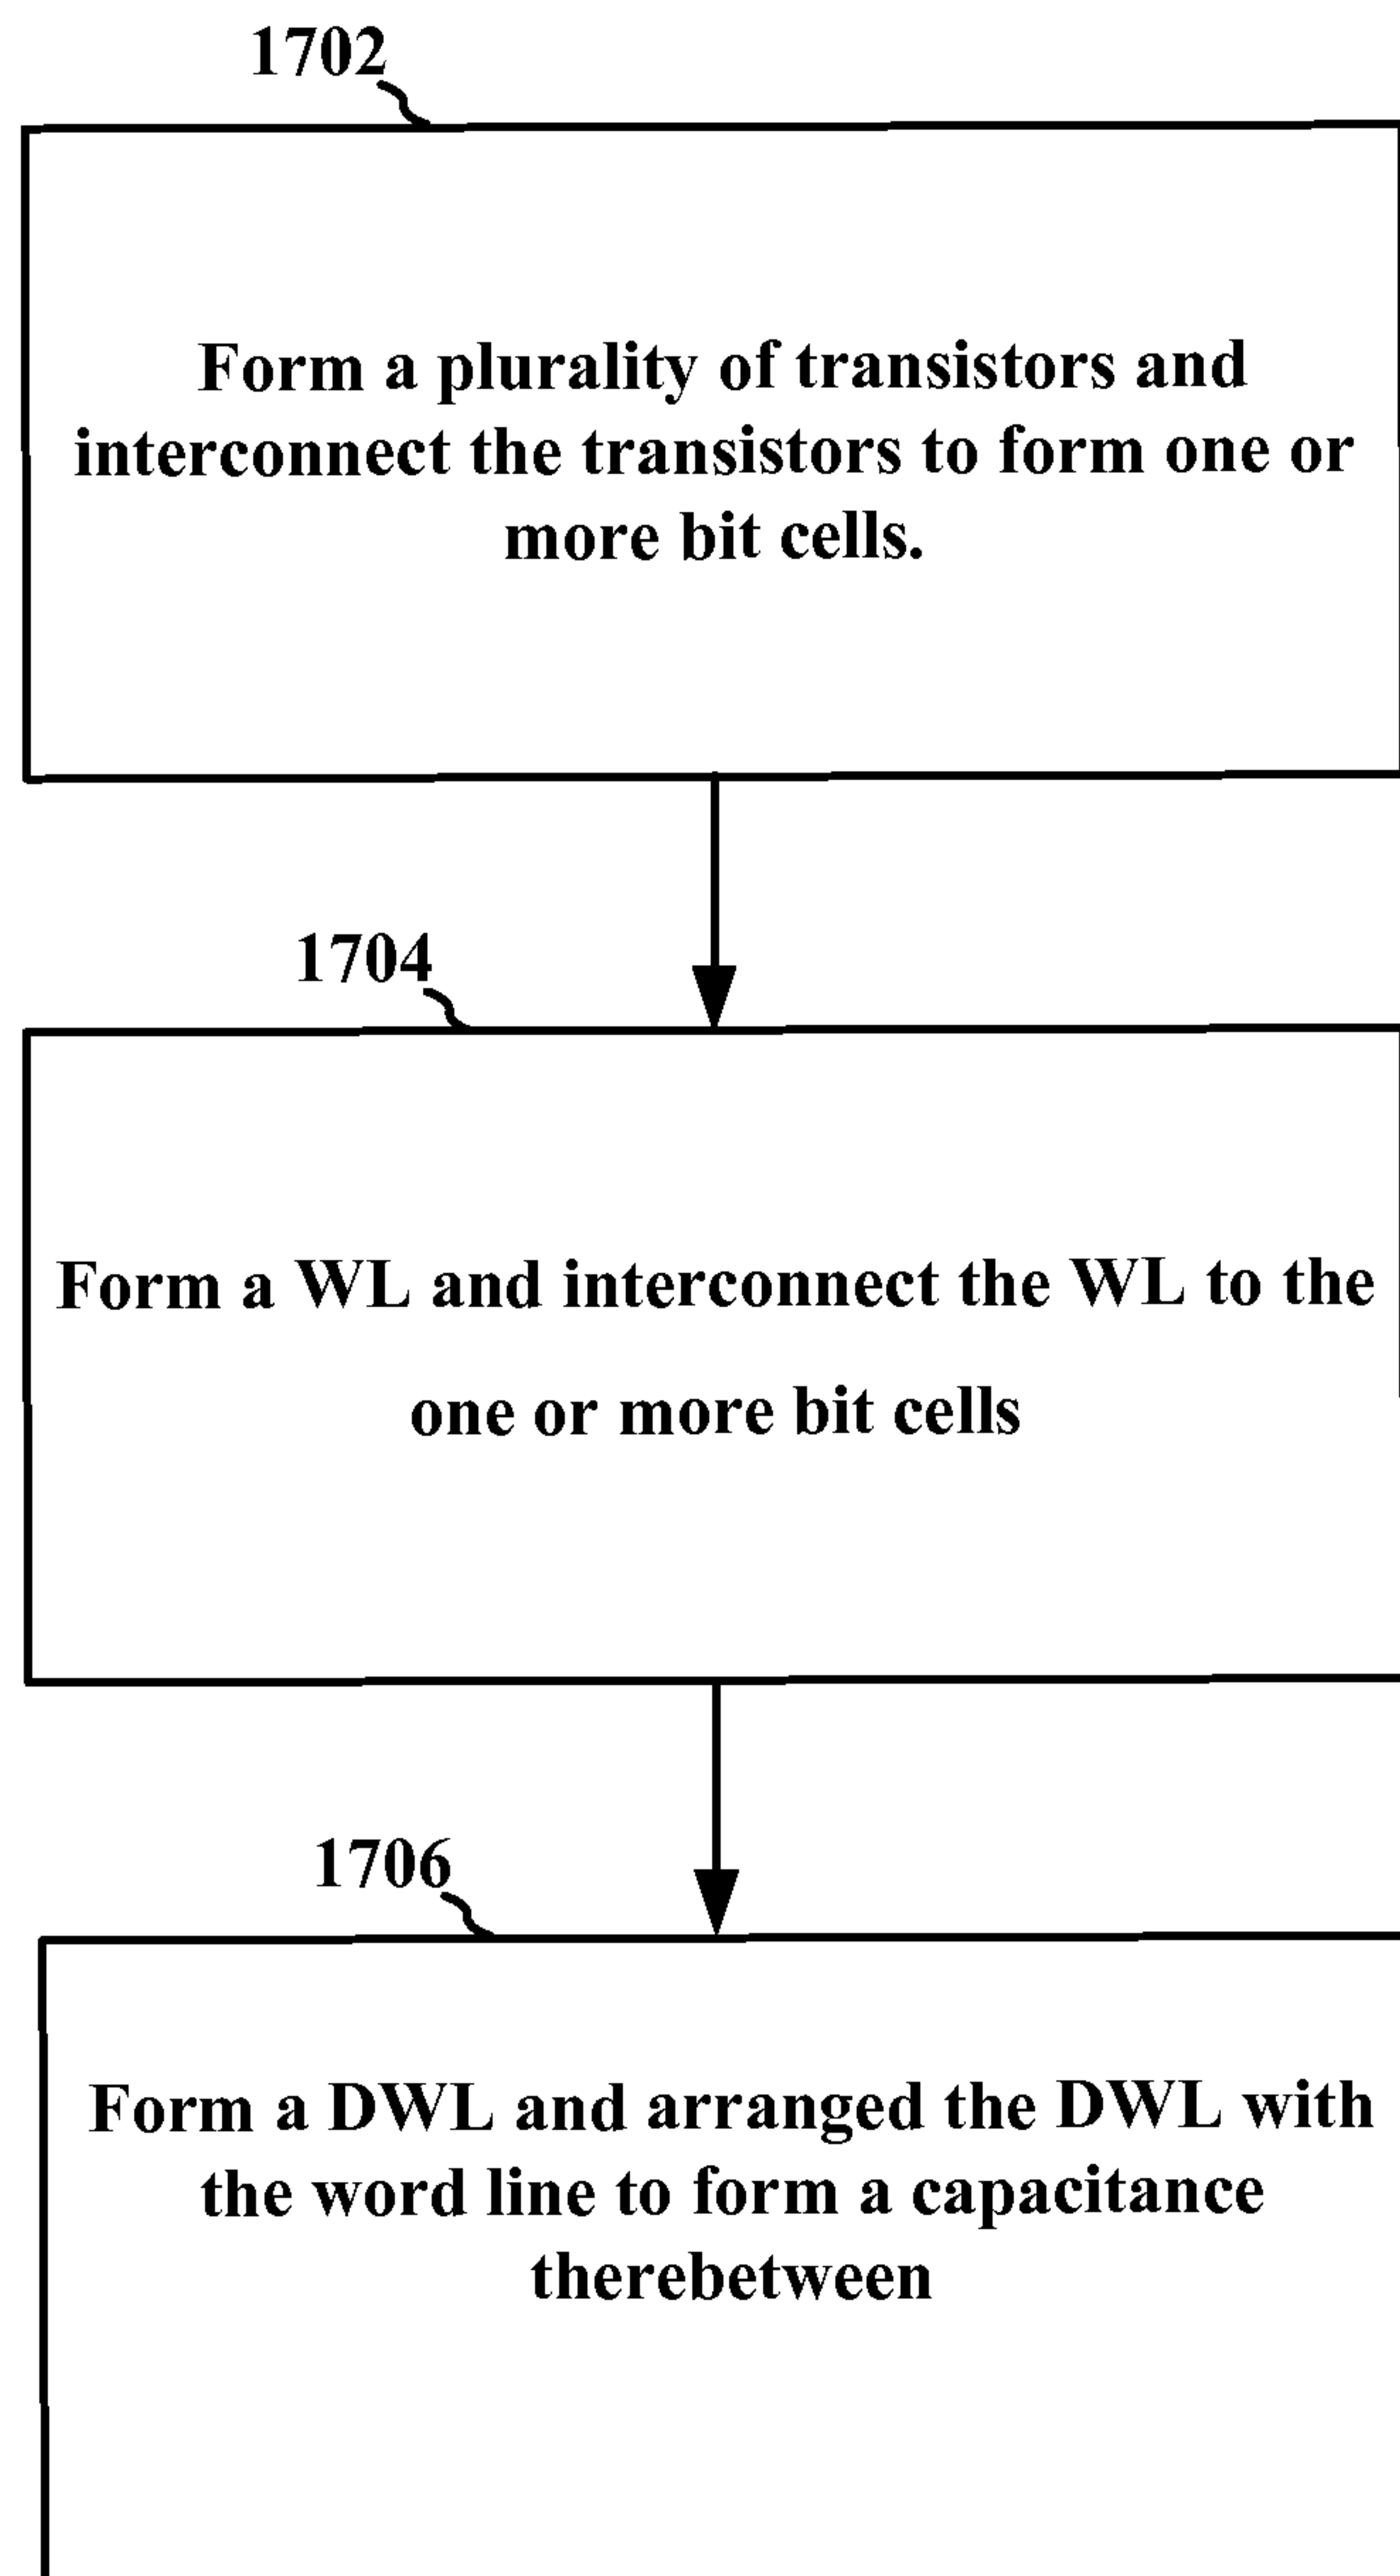 1702
Form a plurality of transistors and
interconnect the transistors to form one or
more bit cells.
1704
Form a WL and interconnect the WL to the
one or more bit cells
1706
Form a DWL and arranged the DWL with
the word line to form a capacitance
therebetween